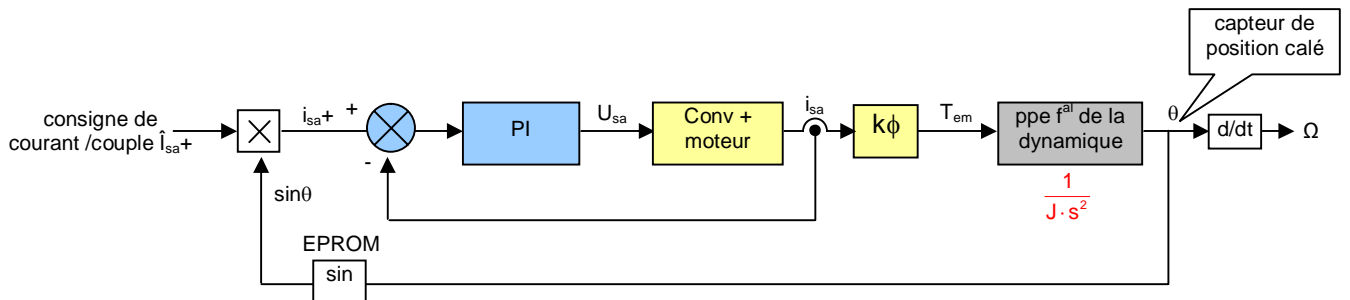 capteur de
position calé
consigne de
courant /couple Îsa+
isa+
+
-
PI
Usa
Conv +
moteur
isa
kϕ
Tem
ppe fal de la
dynamique
1
J · s²
θ
d/dt
Ω
sinθ
EPROM
sin